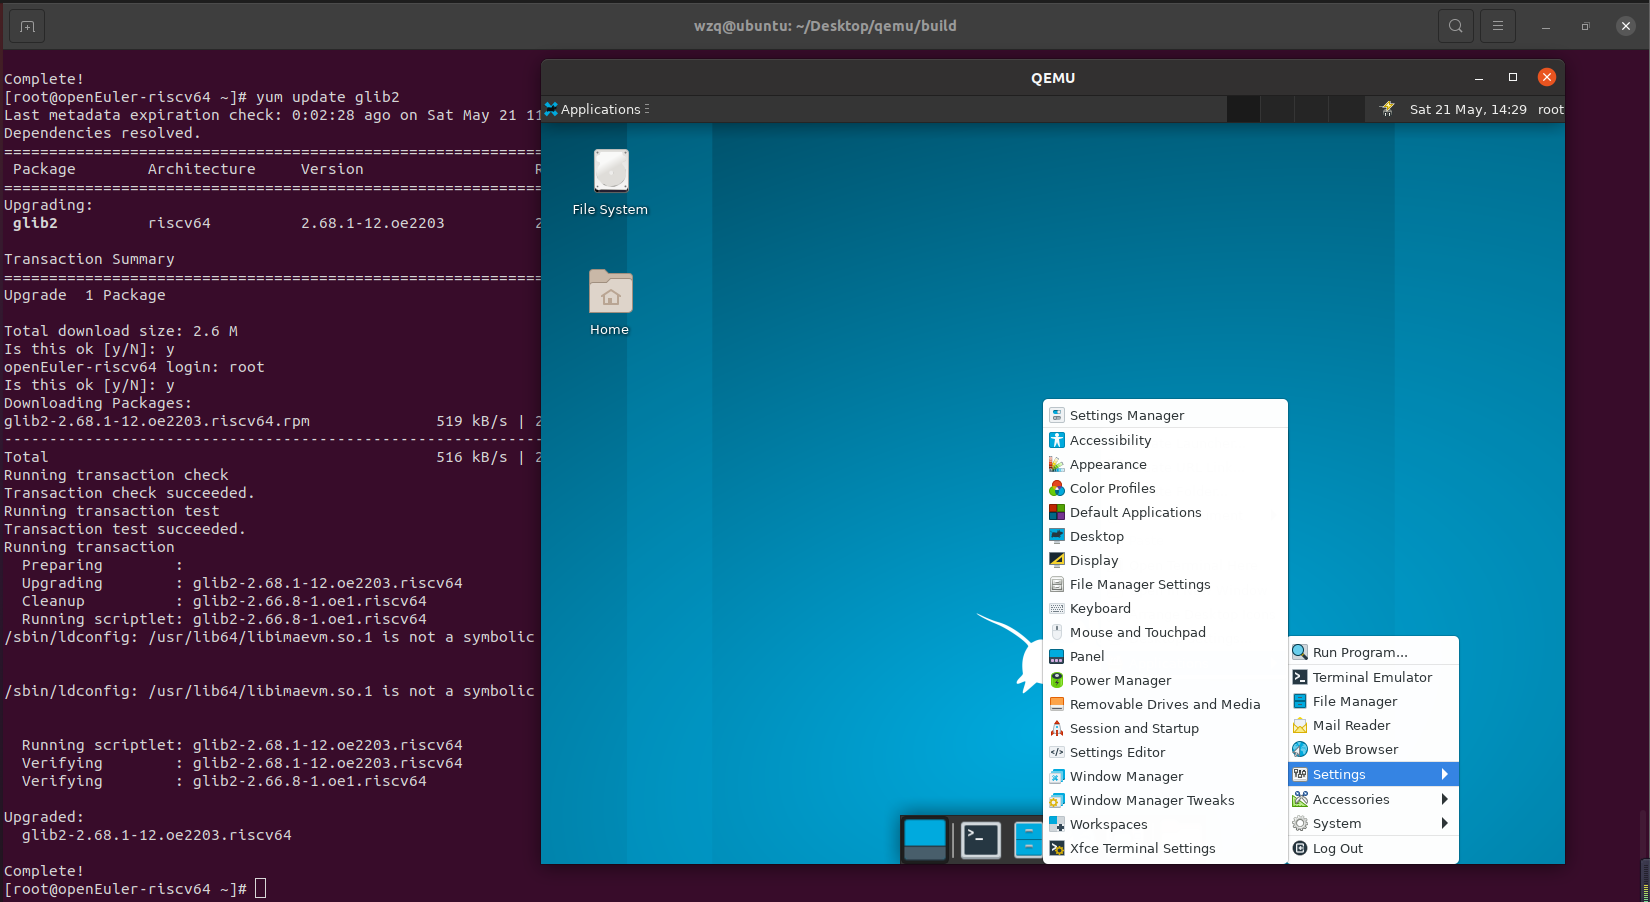 wzq@ubuntu: ~/Desktop/qemu/build
Complete!
[root@openEuler-riscv64 ~]# yum update glib2
Last metadata expiration check: 0:02:28 ago on Sat May 21 11
Dependencies resolved.
================================================================
Package Architecture Version R
================================================================
Upgrading:
glib2 riscv64 2.68.1-12.oe2203 2
Transaction Summary
================================================================
Upgrade 1 Package
Total download size: 2.6 M
Is this ok [y/N]: y
openEuler-riscv64 login: root
Is this ok [y/N]: y
Downloading Packages:
glib2-2.68.1-12.oe2203.riscv64.rpm 519 kB/s | 2
----------------------------------------------------------------
Total 516 kB/s | 2
Running transaction check
Transaction check succeeded.
Running transaction test
Transaction test succeeded.
Running transaction
Preparing :
Upgrading : glib2-2.68.1-12.oe2203.riscv64
Cleanup : glib2-2.66.8-1.oe1.riscv64
Running scriptlet: glib2-2.66.8-1.oe1.riscv64
/sbin/ldconfig: /usr/lib64/libimaevm.so.1 is not a symbolic
/sbin/ldconfig: /usr/lib64/libimaevm.so.1 is not a symbolic
Running scriptlet: glib2-2.68.1-12.oe2203.riscv64
Verifying : glib2-2.68.1-12.oe2203.riscv64
Verifying : glib2-2.66.8-1.oe1.riscv64
Upgraded:
glib2-2.68.1-12.oe2203.riscv64
Complete!
[root@openEuler-riscv64 ~]#
QEMU
Applications
Sat 21 May, 14:29 root
File System
Home
Settings Manager
Accessibility
Appearance
Color Profiles
Default Applications
Desktop
Display
File Manager Settings
Keyboard
Mouse and Touchpad
Panel
Power Manager
Removable Drives and Media
Session and Startup
Settings Editor
Window Manager
Window Manager Tweaks
Workspaces
Xfce Terminal Settings
Run Program...
Terminal Emulator
File Manager
Mail Reader
Web Browser
Settings
Accessories
System
Log Out